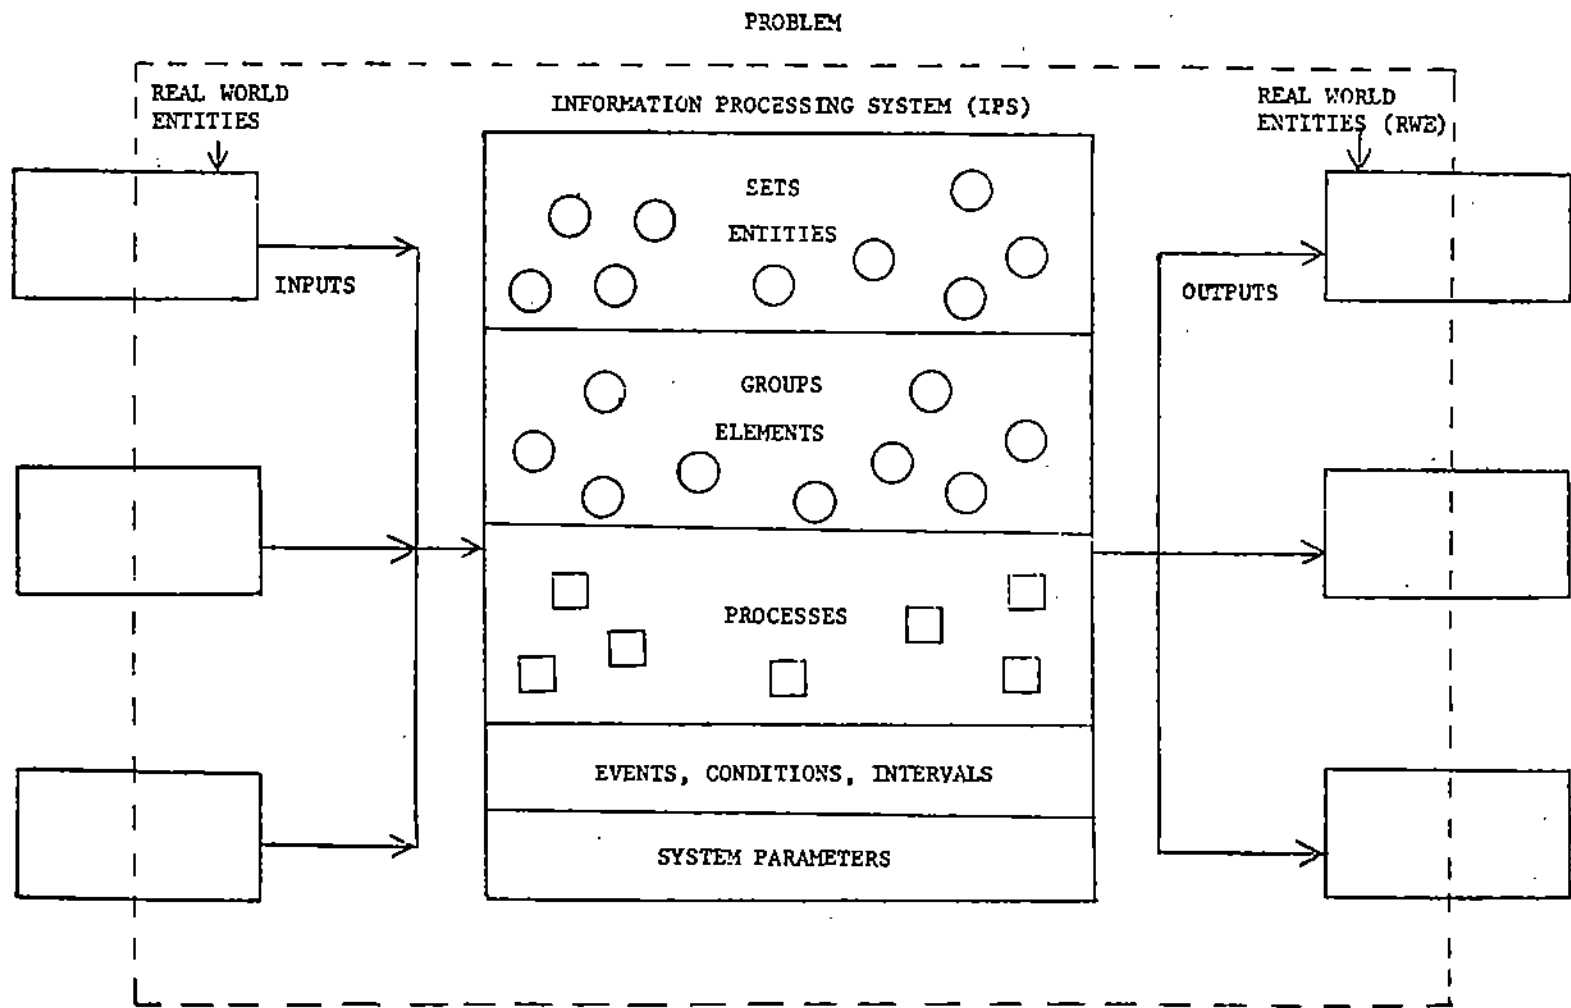 PROBLEM
REAL WORLD
ENTITIES
INFORMATION PROCESSING SYSTEM (IPS)
REAL WORLD
ENTITIES (RWE)
SETS
ENTITIES
INPUTS
OUTPUTS
GROUPS
ELEMENTS
PROCESSES
EVENTS, CONDITIONS, INTERVALS
SYSTEM PARAMETERS